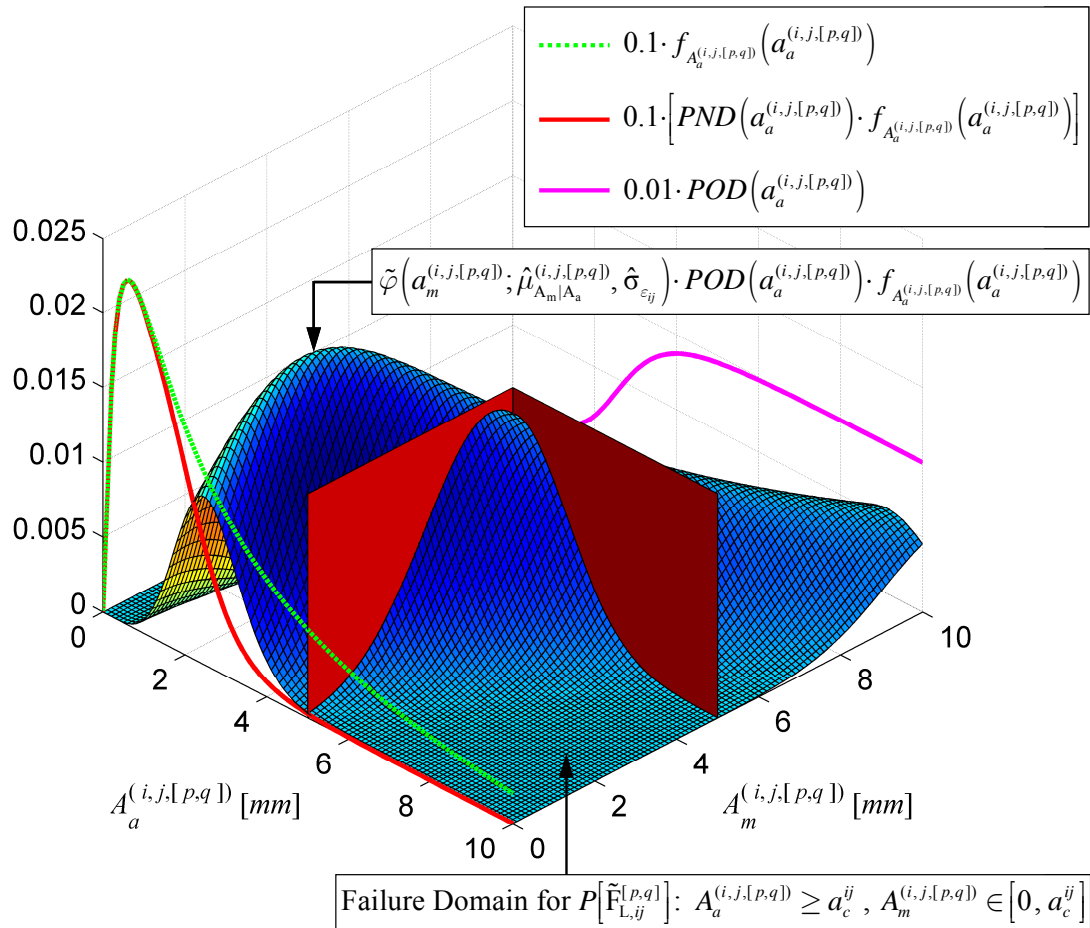 0.1·f_{A_a^{(i,j,[p,q])}}(a_a^{(i,j,[p,q])})
0.1·[PND(a_a^{(i,j,[p,q])})·f_{A_a^{(i,j,[p,q])}}(a_a^{(i,j,[p,q])})]
0.01·POD(a_a^{(i,j,[p,q])})
φ̃(a_m^{(i,j,[p,q])}; μ̂_{A_m|A_a}^{(i,j,[p,q])}, σ̂_{ε_{ij}})·POD(a_a^{(i,j,[p,q])})·f_{A_a^{(i,j,[p,q])}}(a_a^{(i,j,[p,q])})
0.025
0.02
0.015
0.01
0.005
0
0
2
4
6
8
10
0
2
4
6
8
10
A_a^{(i,j,[p,q])} [mm]
A_m^{(i,j,[p,q])} [mm]
Failure Domain for P[F̃_{L,ij}^{[p,q]}]: A_a^{(i,j,[p,q])} ≥ a_c^{ij}, A_m^{(i,j,[p,q])} ∈ [0, a_c^{ij}]